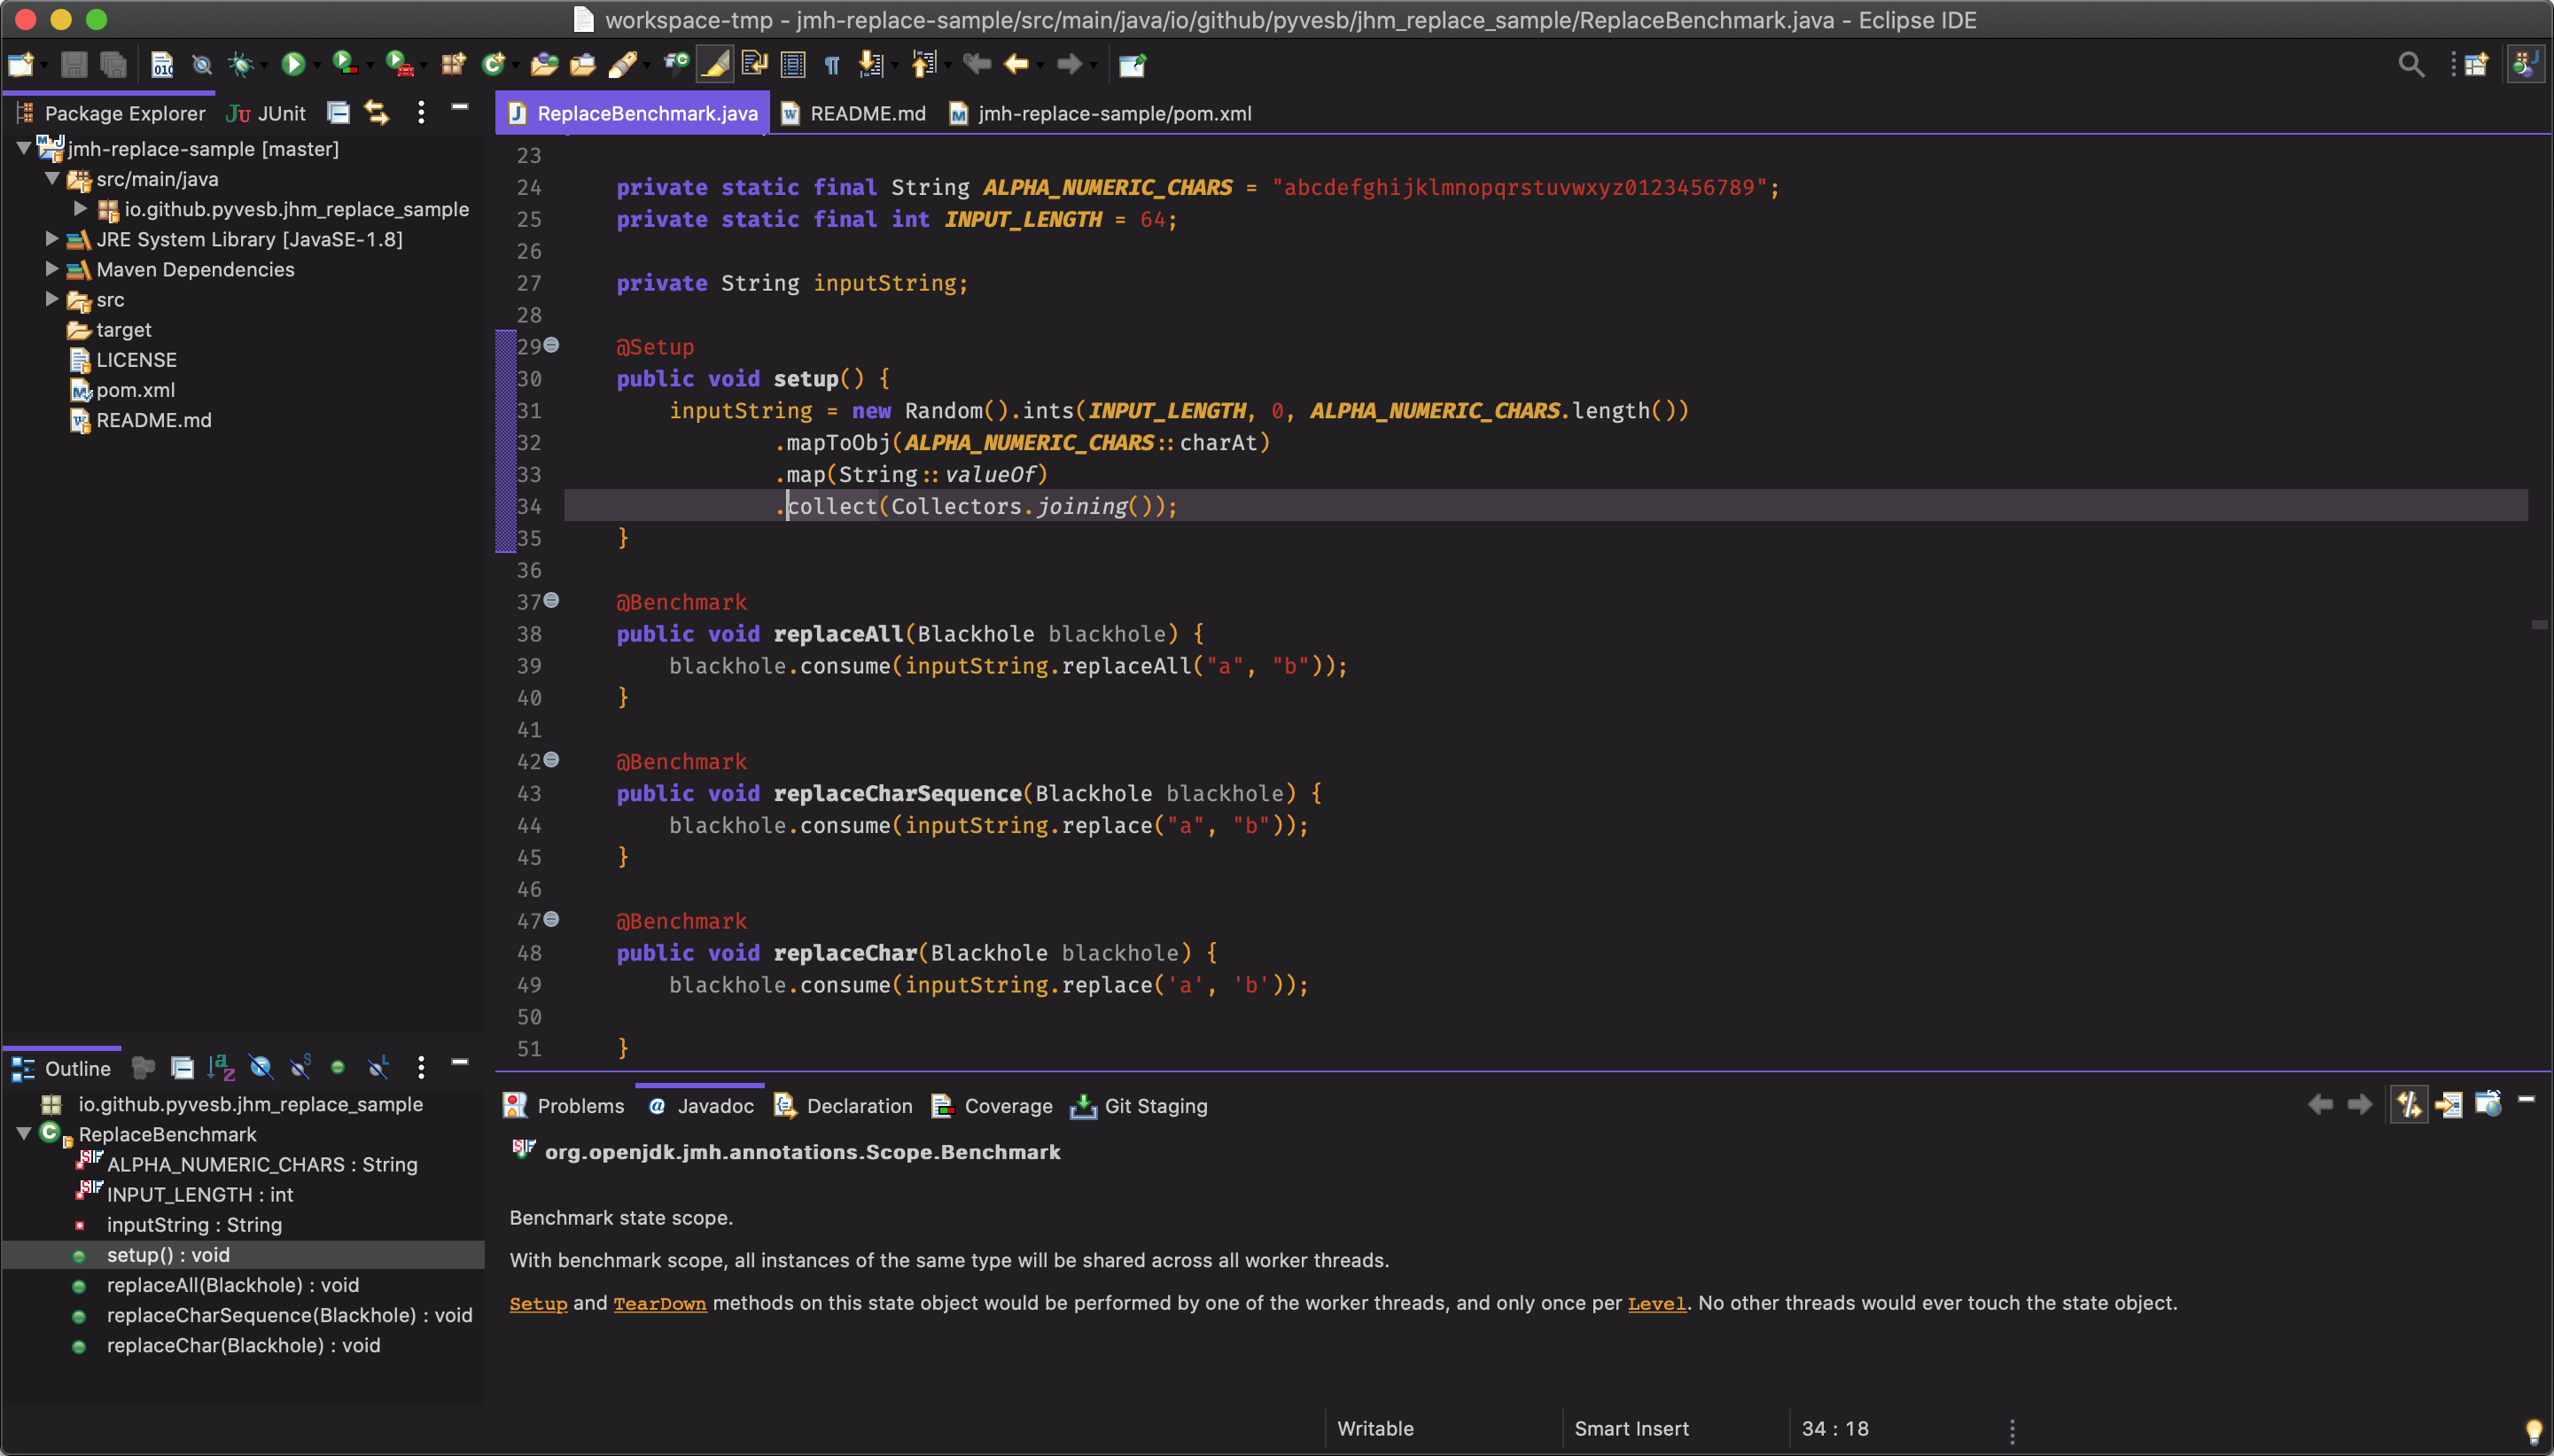 workspace-tmp - jmh-replace-sample/src/main/java/io/github/pyvesb/jhm_replace_sample/ReplaceBenchmark.java - Eclipse IDE
Package Explorer
JUnit
jmh-replace-sample [master]
src/main/java
io.github.pyvesb.jhm_replace_sample
JRE System Library [JavaSE-1.8]
Maven Dependencies
src
target
LICENSE
pom.xml
README.md
ReplaceBenchmark.java
README.md
jmh-replace-sample/pom.xml
23
24 private static final String ALPHA_NUMERIC_CHARS = "abcdefghijklmnopqrstuvwxyz0123456789";
25 private static final int INPUT_LENGTH = 64;
26
27 private String inputString;
28
29 @Setup
30 public void setup() {
31 inputString = new Random().ints(INPUT_LENGTH, 0, ALPHA_NUMERIC_CHARS.length())
32 .mapToObj(ALPHA_NUMERIC_CHARS::charAt)
33 .map(String::valueOf)
34 .collect(Collectors.joining());
35 }
36
37 @Benchmark
38 public void replaceAll(Blackhole blackhole) {
39 blackhole.consume(inputString.replaceAll("a", "b"));
40 }
41
42 @Benchmark
43 public void replaceCharSequence(Blackhole blackhole) {
44 blackhole.consume(inputString.replace("a", "b"));
45 }
46
47 @Benchmark
48 public void replaceChar(Blackhole blackhole) {
49 blackhole.consume(inputString.replace('a', 'b'));
50
51 }
Outline
io.github.pyvesb.jhm_replace_sample
ReplaceBenchmark
ALPHA_NUMERIC_CHARS : String
INPUT_LENGTH : int
inputString : String
setup() : void
replaceAll(Blackhole) : void
replaceCharSequence(Blackhole) : void
replaceChar(Blackhole) : void
Problems
Javadoc
Declaration
Coverage
Git Staging
org.openjdk.jmh.annotations.Scope.Benchmark
Benchmark state scope.
With benchmark scope, all instances of the same type will be shared across all worker threads.
Setup and TearDown methods on this state object would be performed by one of the worker threads, and only once per Level. No other threads would ever touch the state object.
Writable
Smart Insert
34 : 18